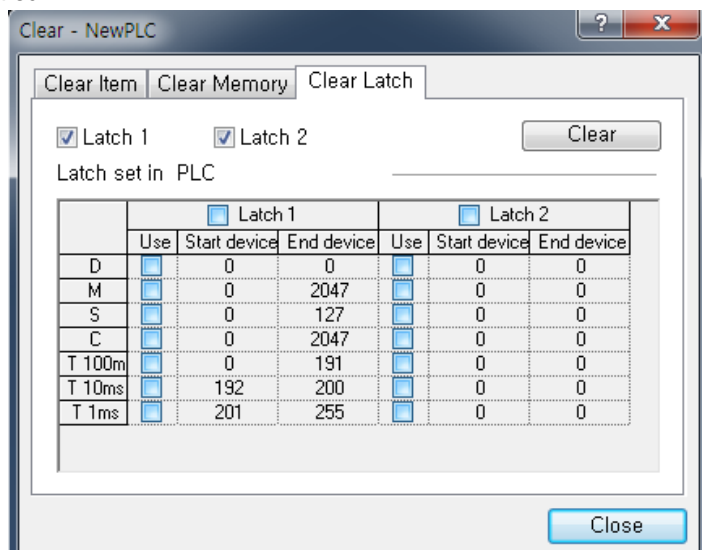 Clear - NewPLC
Clear Item Clear Memory Clear Latch
Latch 1 Latch 2 Clear
Latch set in PLC
Latch 1 Latch 2
Use Start device End device Use Start device End device
D 0 0 0 0
M 0 2047 0 0
S 0 127 0 0
C 0 2047 0 0
T 100m 0 191 0 0
T 10ms 192 200 0 0
T 1ms 201 255 0 0
Close